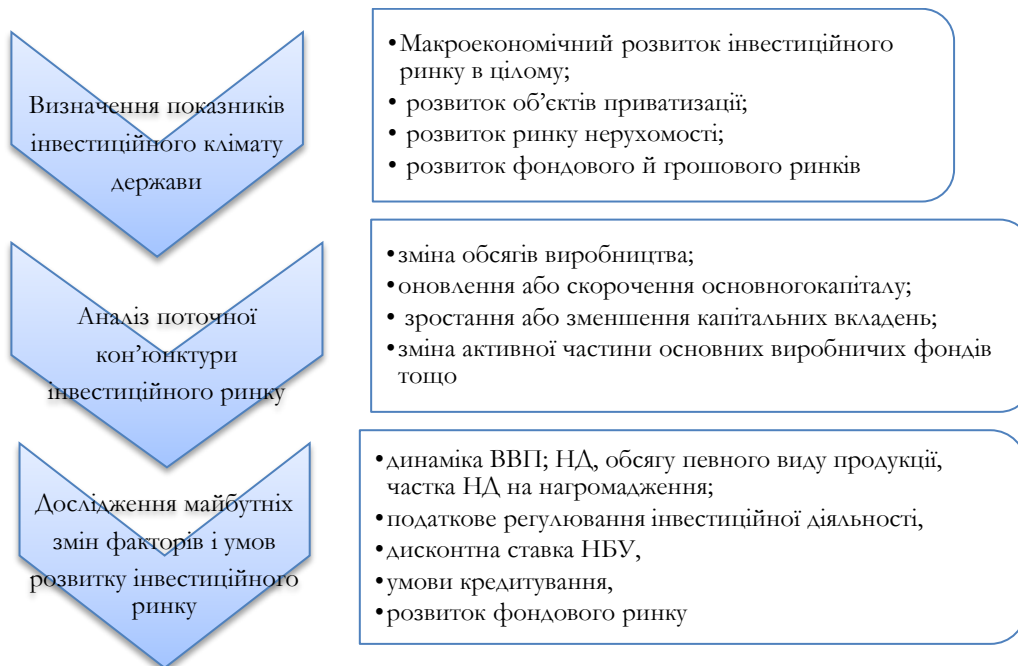 Визначення показників
інвестиційного клімату
держави
•Макроекономічний розвиток інвестиційного
ринку в цілому;
• розвиток об’єктів приватизації;
• розвиток ринку нерухомості;
• розвиток фондового й грошового ринків
Аналіз поточної
кон’юнктури
інвестиційного ринку
•зміна обсягів виробництва;
•оновлення або скорочення основногокапіталу;
• зростання або зменшення капітальних вкладень;
•зміна активної частини основних виробничих фондів
тощо
Дослідження майбутніх
змін факторів і умов
розвитку інвестиційного
ринку
•динаміка ВВП; НД, обсягу певного виду продукції,
частка НД на нагромадження;
•податкове регулювання інвестиційної діяльності,
•дисконтна ставка НБУ,
•умови кредитування,
•розвиток фондового ринку